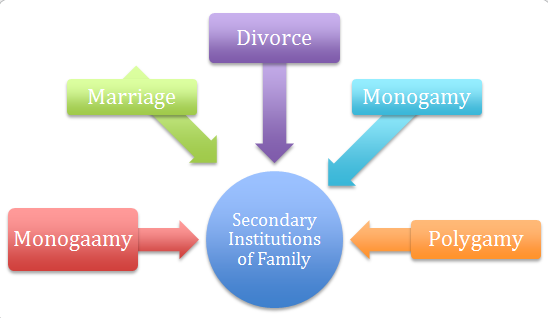 Divorce
Marriage
Monogamy
Monogaamy
Secondary
Institutions
of Family
Polygamy